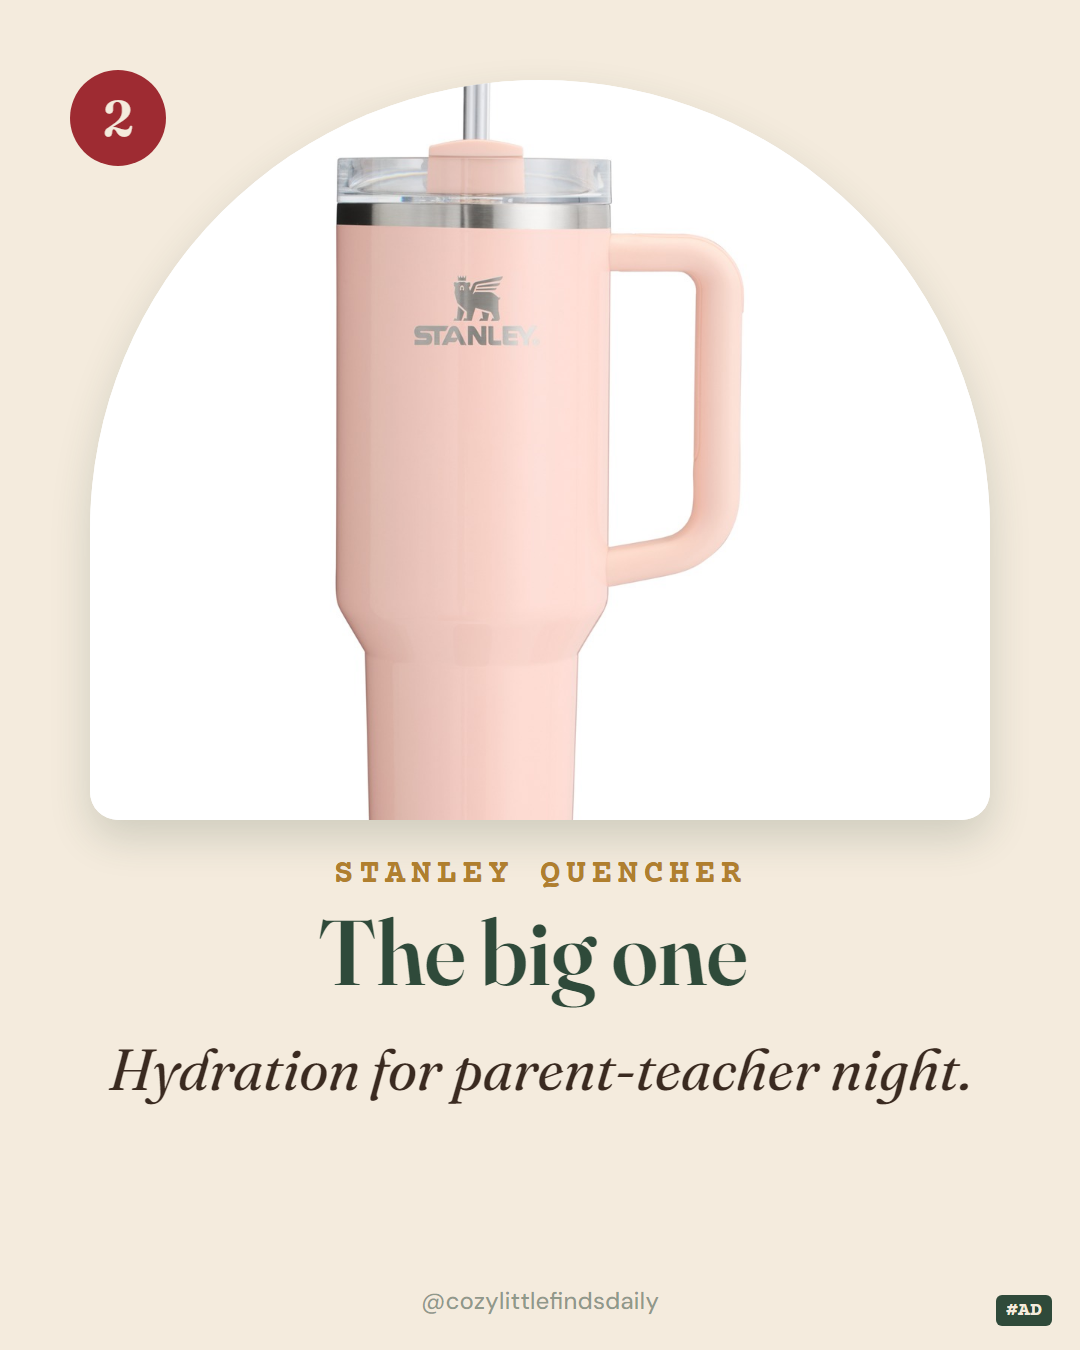 2
STANLEY
STANLEY QUENCHER
The big one
Hydration for parent-teacher night.
@cozylittlefindsdaily
#AD